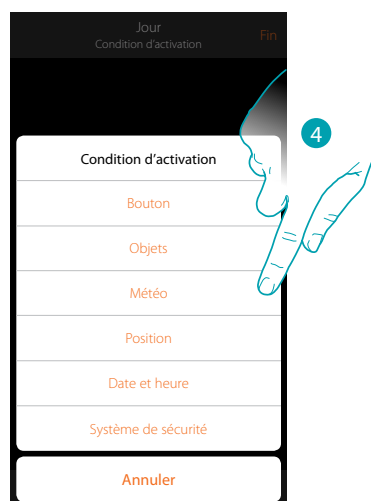 Jour
Condition d'activation
Fin
Condition d'activation
Bouton
Objets
Météo
Position
Date et heure
Système de sécurité
Annuler
4